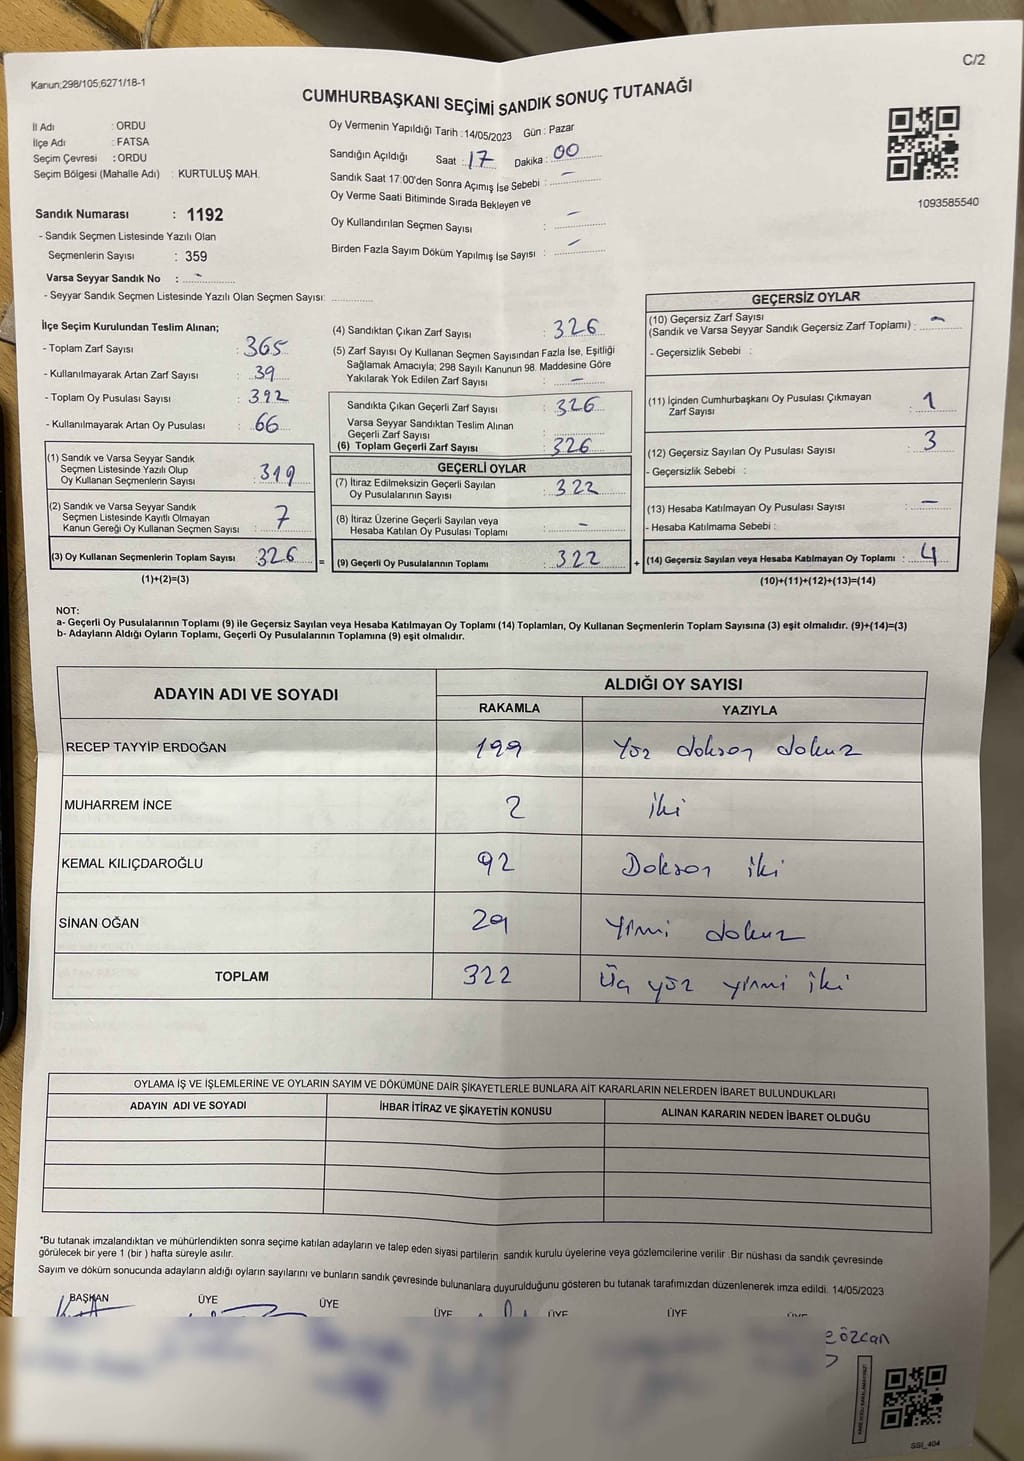 C/2
Kanun;298/105,6271/18-1
CUMHURBAŞKANI SEÇİMİ SANDIK SONUÇ TUTANAĞI
İl Adı : ORDU
İlçe Adı : FATSA
Seçim Çevresi : ORDU
Seçim Bölgesi (Mahalle Adı) : KURTULUŞ MAH.
Sandık Numarası : 1192
- Sandık Seçmen Listesinde Yazılı Olan
Seçmenlerin Sayısı : 359
Varsa Seyyar Sandık No : -
- Seyyar Sandık Seçmen Listesinde Yazılı Olan Seçmen Sayısı:
Oy Vermenin Yapıldığı Tarih : 14/05/2023 Gün : Pazar
Sandığın Açıldığı Saat : 17 Dakika : 00
Sandık Saat 17:00'den Sonra Açımış İse Sebebi : -
Oy Verme Saati Bitiminde Sırada Bekleyen ve
Oy Kullandırılan Seçmen Sayısı : -
Birden Fazla Sayım Döküm Yapılmış İse Sayısı : -
1093585540
İlçe Seçim Kurulundan Teslim Alınan;
- Toplam Zarf Sayısı : 365
- Kullanılmayarak Artan Zarf Sayısı : 39
- Toplam Oy Pusulası Sayısı : 392
- Kullanılmayarak Artan Oy Pusulası : 66
(1) Sandık ve Varsa Seyyar Sandık
Seçmen Listesinde Yazılı Olup
Oy Kullanan Seçmenlerin Sayısı : 319
(2) Sandık ve Varsa Seyyar Sandık
Seçmen Listesinde Kayıtlı Olmayan
Kanun Gereği Oy Kullanan Seçmen Sayısı : 7
(3) Oy Kullanan Seçmenlerin Toplam Sayısı : 326
(1)+(2)=(3)
(4) Sandıktan Çıkan Zarf Sayısı : 326
(5) Zarf Sayısı Oy Kullanan Seçmen Sayısından Fazla İse, Eşitliği
Sağlamak Amacıyla; 298 Sayılı Kanunun 98. Maddesine Göre
Yakılarak Yok Edilen Zarf Sayısı : -
Sandıkta Çıkan Geçerli Zarf Sayısı : 326
Varsa Seyyar Sandıktan Teslim Alınan
Geçerli Zarf Sayısı :
(6) Toplam Geçerli Zarf Sayısı : 326
GEÇERLİ OYLAR
(7) İtiraz Edilmeksizin Geçerli Sayılan
Oy Pusulalarının Sayısı : 322
(8) İtiraz Üzerine Geçerli Sayılan veya
Hesaba Katılan Oy Pusulası Toplamı : -
= (9) Geçerli Oy Pusulalarının Toplamı : 322
GEÇERSİZ OYLAR
(10) Geçersiz Zarf Sayısı
(Sandık ve Varsa Seyyar Sandık Geçersiz Zarf Toplamı) : -
- Geçersizlik Sebebi :
(11) İçinden Cumhurbaşkanı Oy Pusulası Çıkmayan
Zarf Sayısı : 1
(12) Geçersiz Sayılan Oy Pusulası Sayısı : 3
- Geçersizlik Sebebi :
(13) Hesaba Katılmayan Oy Pusulası Sayısı : -
- Hesaba Katılmama Sebebi :
+ (14) Geçersiz Sayılan veya Hesaba Katılmayan Oy Toplamı : 4
(10)+(11)+(12)+(13)=(14)
NOT:
a- Geçerli Oy Pusulalarının Toplamı (9) ile Geçersiz Sayılan veya Hesaba Katılmayan Oy Toplamı (14) Toplamları, Oy Kullanan Seçmenlerin Toplam Sayısına (3) eşit olmalıdır. (9)+(14)=(3)
b- Adayların Aldığı Oyların Toplamı, Geçerli Oy Pusulalarının Toplamına (9) eşit olmalıdır.
ADAYIN ADI VE SOYADI
ALDIĞI OY SAYISI
RAKAMLA YAZIYLA
RECEP TAYYİP ERDOĞAN 199 Yüz doksan dokuz
MUHARREM İNCE 2 iki
KEMAL KILIÇDAROĞLU 92 Doksan iki
SİNAN OĞAN 29 Yirmi dokuz
TOPLAM 322 Üç yüz yirmi iki
OYLAMA İŞ VE İŞLEMLERİNE VE OYLARIN SAYIM VE DÖKÜMÜNE DAİR ŞİKAYETLERLE BUNLARA AİT KARARLARIN NELERDEN İBARET BULUNDUKLARI
ADAYIN ADI VE SOYADI İHBAR İTİRAZ VE ŞİKAYETİN KONUSU ALINAN KARARIN NEDEN İBARET OLDUĞU
*Bu tutanak imzalandıktan ve mühürlendikten sonra seçime katılan adayların ve talep eden siyasi partilerin sandık kurulu üyelerine veya gözlemcilerine verilir. Bir nüshası da sandık çevresinde
görülecek bir yere 1 (bir ) hafta süreyle asılır.
Sayım ve döküm sonucunda adayların aldığı oyların sayılarını ve bunların sandık çevresinde bulunanlara duyurulduğunu gösteren bu tutanak tarafımızdan düzenlenerek imza edildi. 14/05/2023
BAŞKAN ÜYE ÜYE ÜYE ÜYE ÜYE
özcan
SSI_404